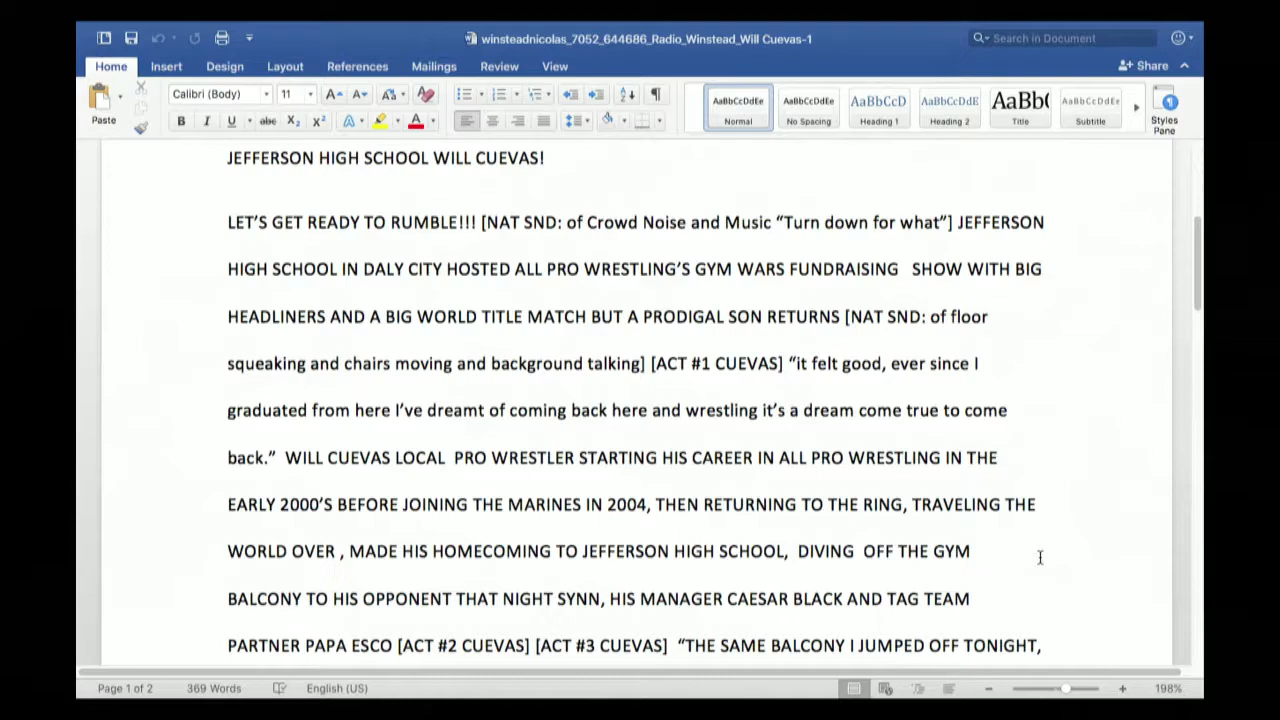 winsteadnicolas_7052_644686_Radio_Winstead_Will Cuevas-1
Search in Document
Home Insert Design Layout References Mailings Review View
Share
Paste
Calibri (Body) 11
AaBbCcDdEe AaBbCcDdEe AaBbCcD AaBbCcDdE AaBb( AaBbCcDdEe
Normal No Spacing Heading 1 Heading 2 Title Subtitle
Styles
Pane
B I U abc X₂ X² A A
JEFFERSON HIGH SCHOOL WILL CUEVAS!
LET’S GET READY TO RUMBLE!!! [NAT SND: of Crowd Noise and Music “Turn down for what”] JEFFERSON
HIGH SCHOOL IN DALY CITY HOSTED ALL PRO WRESTLING’S GYM WARS FUNDRAISING   SHOW WITH BIG
HEADLINERS AND A BIG WORLD TITLE MATCH BUT A PRODIGAL SON RETURNS [NAT SND: of floor
squeaking and chairs moving and background talking] [ACT #1 CUEVAS] “it felt good, ever since I
graduated from here I’ve dreamt of coming back here and wrestling it’s a dream come true to come
back.”  WILL CUEVAS LOCAL  PRO WRESTLER STARTING HIS CAREER IN ALL PRO WRESTLING IN THE
EARLY 2000’S BEFORE JOINING THE MARINES IN 2004, THEN RETURNING TO THE RING, TRAVELING THE
WORLD OVER , MADE HIS HOMECOMING TO JEFFERSON HIGH SCHOOL,  DIVING  OFF THE GYM
BALCONY TO HIS OPPONENT THAT NIGHT SYNN, HIS MANAGER CAESAR BLACK AND TAG TEAM
PARTNER PAPA ESCO [ACT #2 CUEVAS] [ACT #3 CUEVAS]  “THE SAME BALCONY I JUMPED OFF TONIGHT,
Page 1 of 2 369 Words English (US) 198%